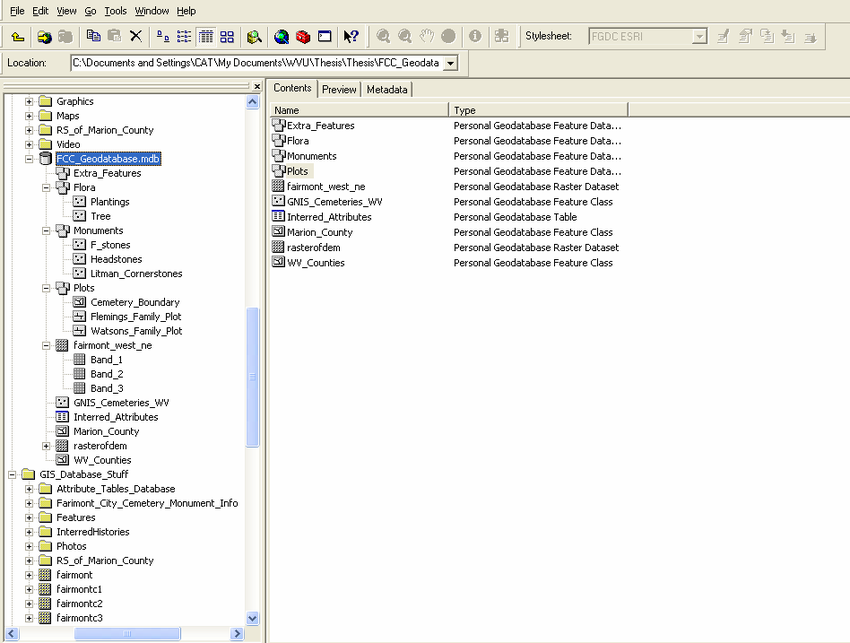 File Edit View Go Tools Window Help
Stylesheet: FGDC ESRI
Location: C:\Documents and Settings\CAT\My Documents\WVU\Thesis\Thesis\FCC_Geodata
Graphics
Maps
RS_of_Marion_County
Video
FCC_Geodatabase.mdb
Extra_Features
Flora
Plantings
Tree
Monuments
F_stones
Headstones
Litman_Cornerstones
Plots
Cemetery_Boundary
Flemings_Family_Plot
Watsons_Family_Plot
fairmont_west_ne
Band_1
Band_2
Band_3
GNIS_Cemeteries_WV
Interred_Attributes
Marion_County
rasterofdem
WV_Counties
GIS_Database_Stuff
Attribute_Tables_Database
Farimont_City_Cemetery_Monument_Info
Features
InterredHistories
Photos
RS_of_Marion_County
fairmont
fairmontc1
fairmontc2
fairmontc3
Contents Preview Metadata
Name Type
Extra_Features Personal Geodatabase Feature Data...
Flora Personal Geodatabase Feature Data...
Monuments Personal Geodatabase Feature Data...
Plots Personal Geodatabase Feature Data...
fairmont_west_ne Personal Geodatabase Raster Dataset
GNIS_Cemeteries_WV Personal Geodatabase Feature Class
Interred_Attributes Personal Geodatabase Table
Marion_County Personal Geodatabase Feature Class
rasterofdem Personal Geodatabase Raster Dataset
WV_Counties Personal Geodatabase Feature Class